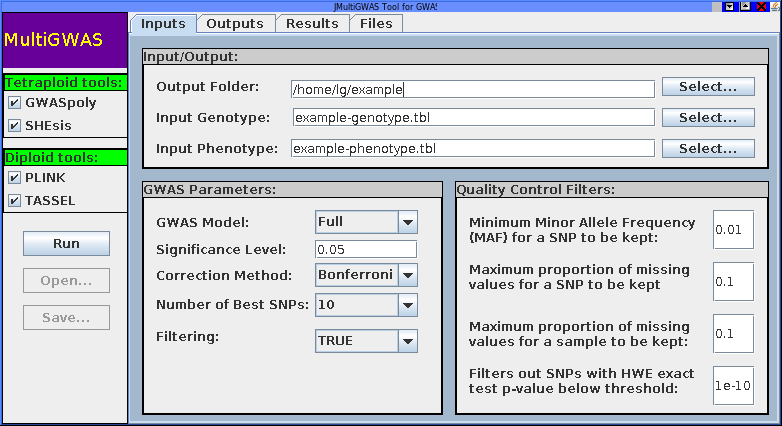 JMultiGWAS Tool for GWAS
MultiGWAS
Tetraploid tools:
GWASpoly
SHEsis
Diploid tools:
PLINK
TASSEL
Run
Open...
Save...
Inputs Outputs Results Files
Input/Output:
Output Folder: /home/lg/example Select...
Input Genotype: example-genotype.tbl Select...
Input Phenotype: example-phenotype.tbl Select...
GWAS Parameters:
GWAS Model: Full
Significance Level: 0.05
Correction Method: Bonferroni
Number of Best SNPs: 10
Filtering: TRUE
Quality Control Filters:
Minimum Minor Allele Frequency
(MAF) for a SNP to be kept: 0.01
Maximum proportion of missing
values for a SNP to be kept 0.1
Maximum proportion of missing
values for a sample to be kept: 0.1
Filters out SNPs with HWE exact
test p-value below threshold: 1e-10